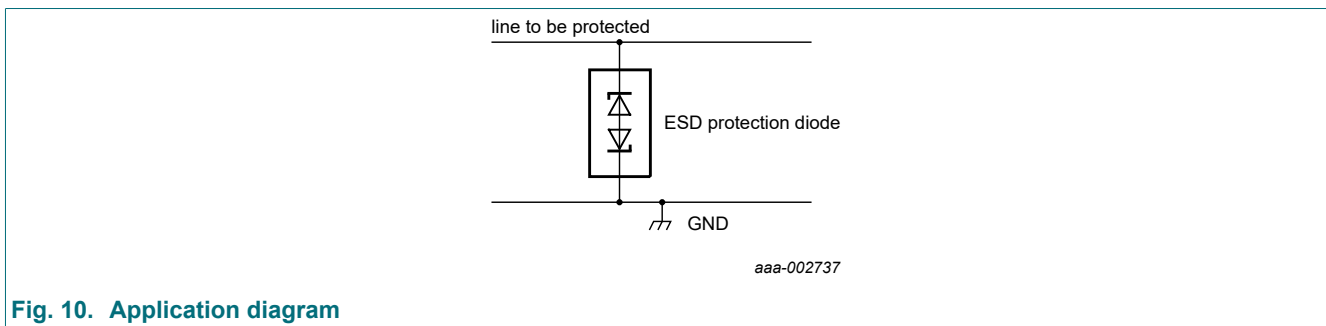 line to be protected
ESD protection diode
GND
aaa-002737
Fig. 10. Application diagram